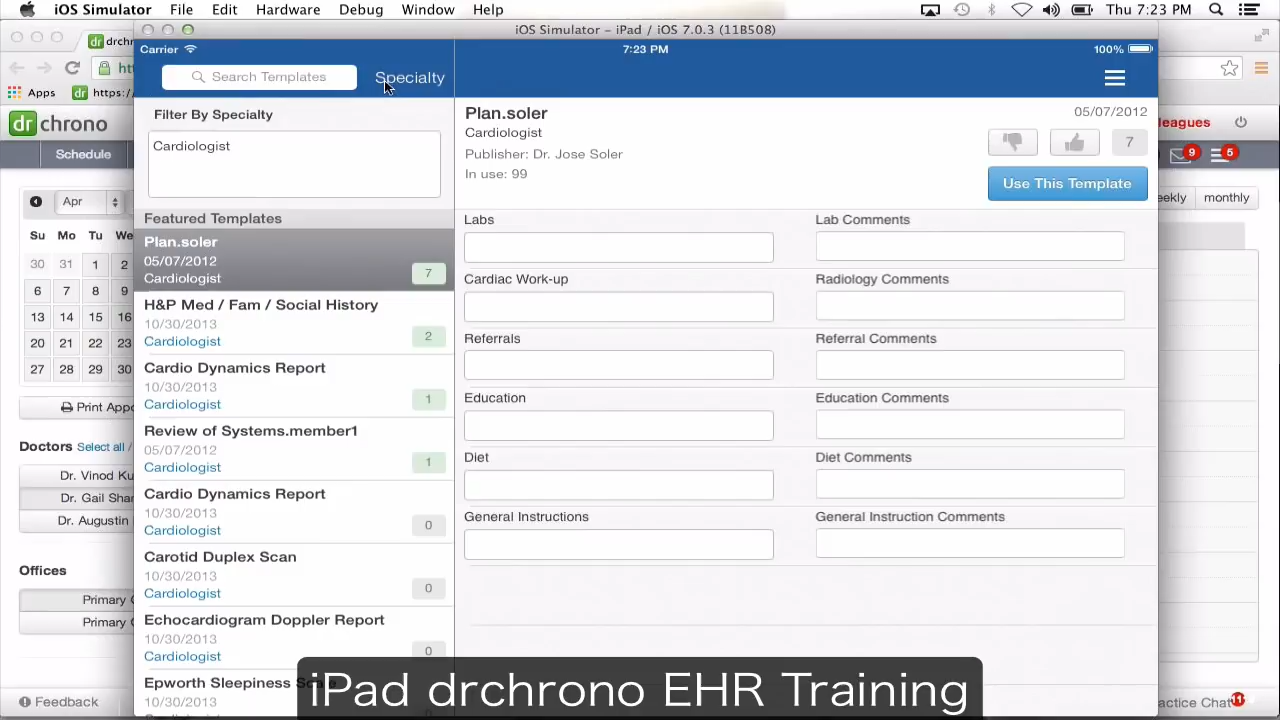 iOS Simulator File Edit Hardware Debug Window Help Thu 7:23 PM
iOS Simulator – iPad / iOS 7.0.3 (11B508)
Carrier 7:23 PM 100%
Search Templates Specialty
Filter By Specialty
Cardiologist
Featured Templates
Plan.soler
05/07/2012
Cardiologist 7
H&P Med / Fam / Social History
10/30/2013
Cardiologist 2
Cardio Dynamics Report
10/30/2013
Cardiologist 1
Review of Systems.member1
05/07/2012
Cardiologist 1
Cardio Dynamics Report
10/30/2013
Cardiologist 0
Carotid Duplex Scan
10/30/2013
Cardiologist 0
Echocardiogram Doppler Report
10/30/2013
Cardiologist 0
Epworth Sleepiness
Plan.soler 05/07/2012
Cardiologist
Publisher: Dr. Jose Soler 7
In use: 99
Use This Template
Labs Lab Comments
Cardiac Work-up Radiology Comments
Referrals Referral Comments
Education Education Comments
Diet Diet Comments
General Instructions General Instruction Comments
drchro
Apps https:/
drchrono
Schedule
Apr
Su Mo Tu We
30 31 1 2
6 7 8 9
13 14 15 16
20 21 22 23
27 28 29 30
Print Appo
Doctors Select all /
Dr. Vinod Ku
Dr. Gail Shar
Dr. Augustin
Offices
Primary
Primary
Feedback
leagues
9 5
ekly monthly
actice Chat 11
iPad drchrono EHR Training